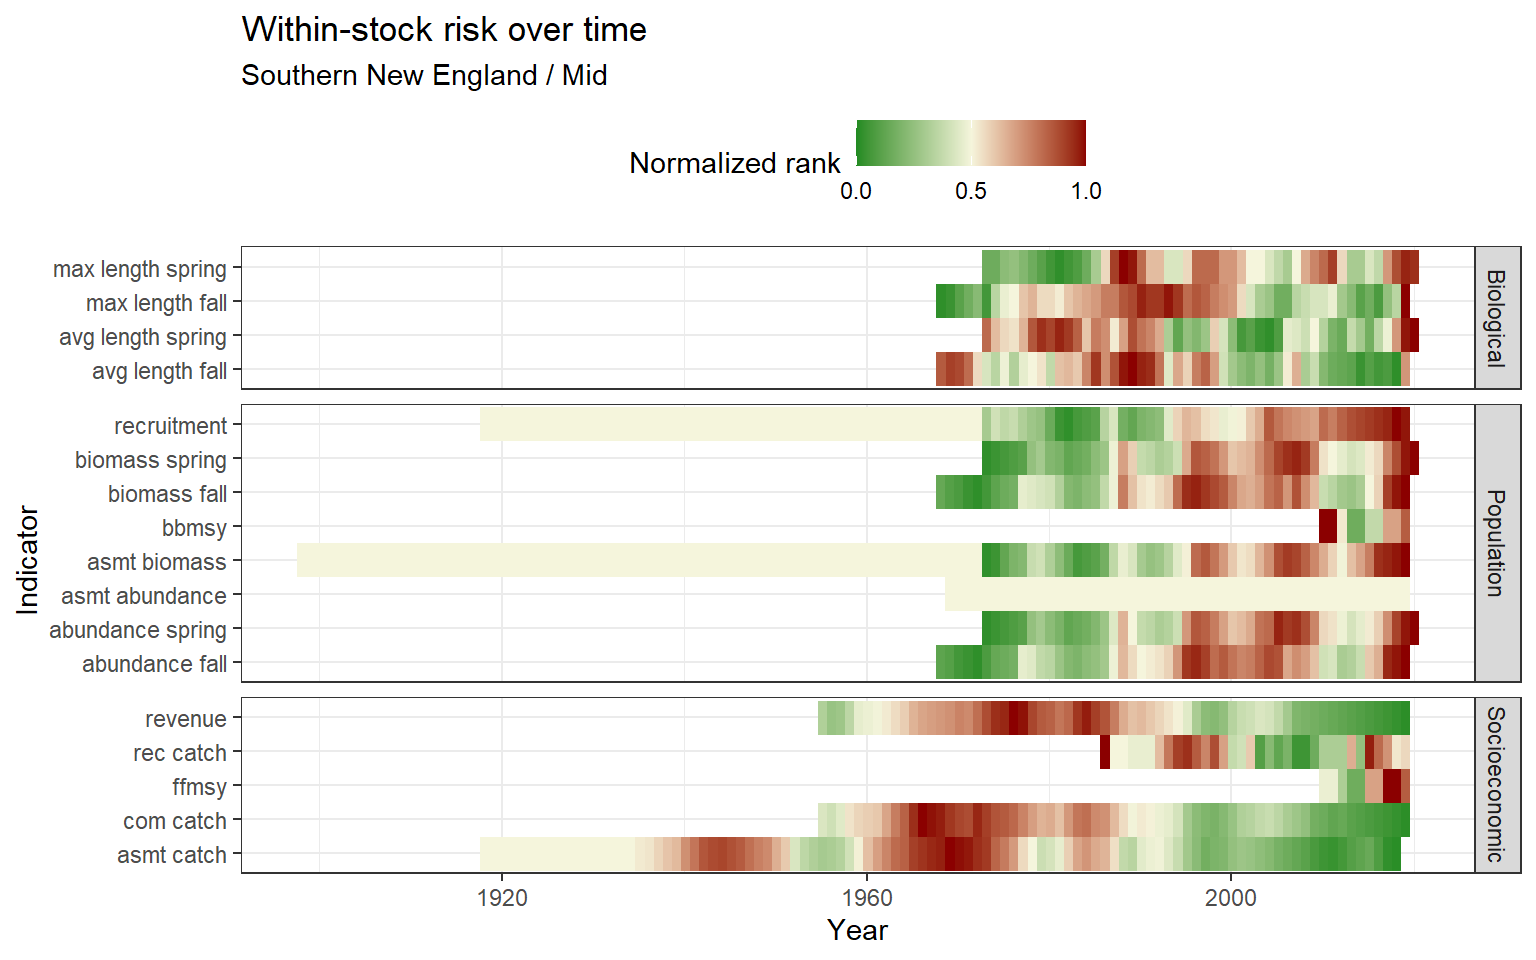 Within-stock risk over time
Southern New England / Mid
Normalized rank
0.0 0.5 1.0
max length spring
max length fall
avg length spring
avg length fall
Biological
recruitment
biomass spring
biomass fall
bbmsy
asmt biomass
asmt abundance
abundance spring
abundance fall
Population
revenue
rec catch
ffmsy
com catch
asmt catch
Socioeconomic
Indicator
1920 1960 2000
Year